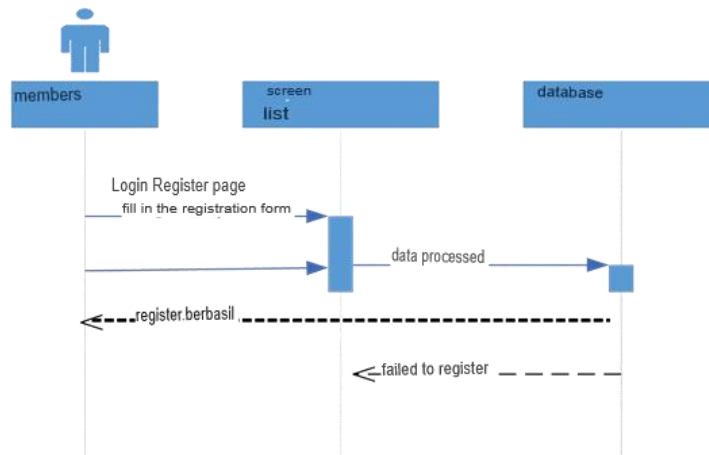 members
screen
list
database
Login Register page
fill in the registration form
data processed
register.berbasil
failed to register